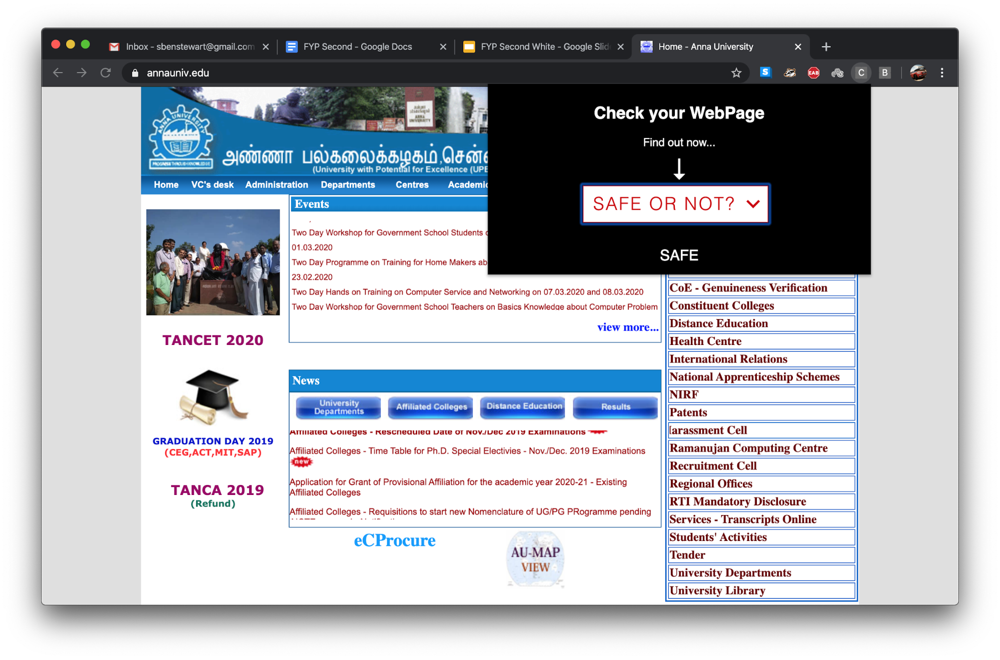 Inbox - sbenstewart@gmail.com
FYP Second - Google Docs
FYP Second White - Google Slid
Home - Anna University
annauniv.edu
S
EAB
C
B
ANNA UNIVERSITY
PROGRESS THROUGH KNOWLEDGE
ANNA
UNIVERSITY
அண்ணா பல்கலைக்கழகம்,சென்
(University with Potential for Excellence (UPE
Home VC's desk Administration Departments Centres Academic
Check your WebPage
Find out now...
SAFE OR NOT?
SAFE
TANCET 2020
GRADUATION DAY 2019
(CEG,ACT,MIT,SAP)
TANCA 2019
(Refund)
Events
Two Day Workshop for Government School Students
01.03.2020
Two Day Programme on Training for Home Makers ab
23.02.2020
Two Day Hands on Training on Computer Service and Networking on 07.03.2020 and 08.03.2020
Two Day Workshop for Government School Teachers on Basics Knowledge about Computer Problem
view more...
News
University
Departments
Affiliated Colleges
Distance Education
Results
Affiliated Colleges - Rescheduled Date of Nov./Dec 2019 Examinations
Affiliated Colleges - Time Table for Ph.D. Special Electivies - Nov./Dec. 2019 Examinations
new
Application for Grant of Provisional Affiliation for the academic year 2020-21 - Existing
Affiliated Colleges
Affiliated Colleges - Requisitions to start new Nomenclature of UG/PG PRogramme pending
eCProcure
AU-MAP
VIEW
CoE - Genuineness Verification
Constituent Colleges
Distance Education
Health Centre
International Relations
National Apprenticeship Schemes
NIRF
Patents
arassment Cell
Ramanujan Computing Centre
Recruitment Cell
Regional Offices
RTI Mandatory Disclosure
Services - Transcripts Online
Students' Activities
Tender
University Departments
University Library